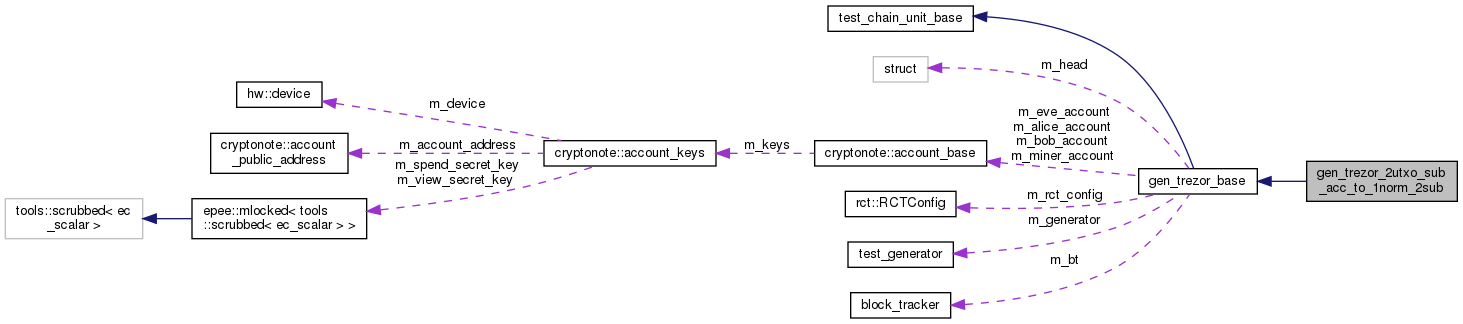 test_chain_unit_base
struct
m_head
hw::device
m_device
cryptonote::account
_public_address
m_account_address
cryptonote::account_keys
m_keys
cryptonote::account_base
m_eve_account
m_alice_account
m_bob_account
m_miner_account
gen_trezor_base
gen_trezor_2utxo_sub
_acc_to_1norm_2sub
m_spend_secret_key
m_view_secret_key
tools::scrubbed< ec
_scalar >
epee::mlocked< tools
::scrubbed< ec_scalar > >
rct::RCTConfig
m_rct_config
test_generator
m_generator
block_tracker
m_bt